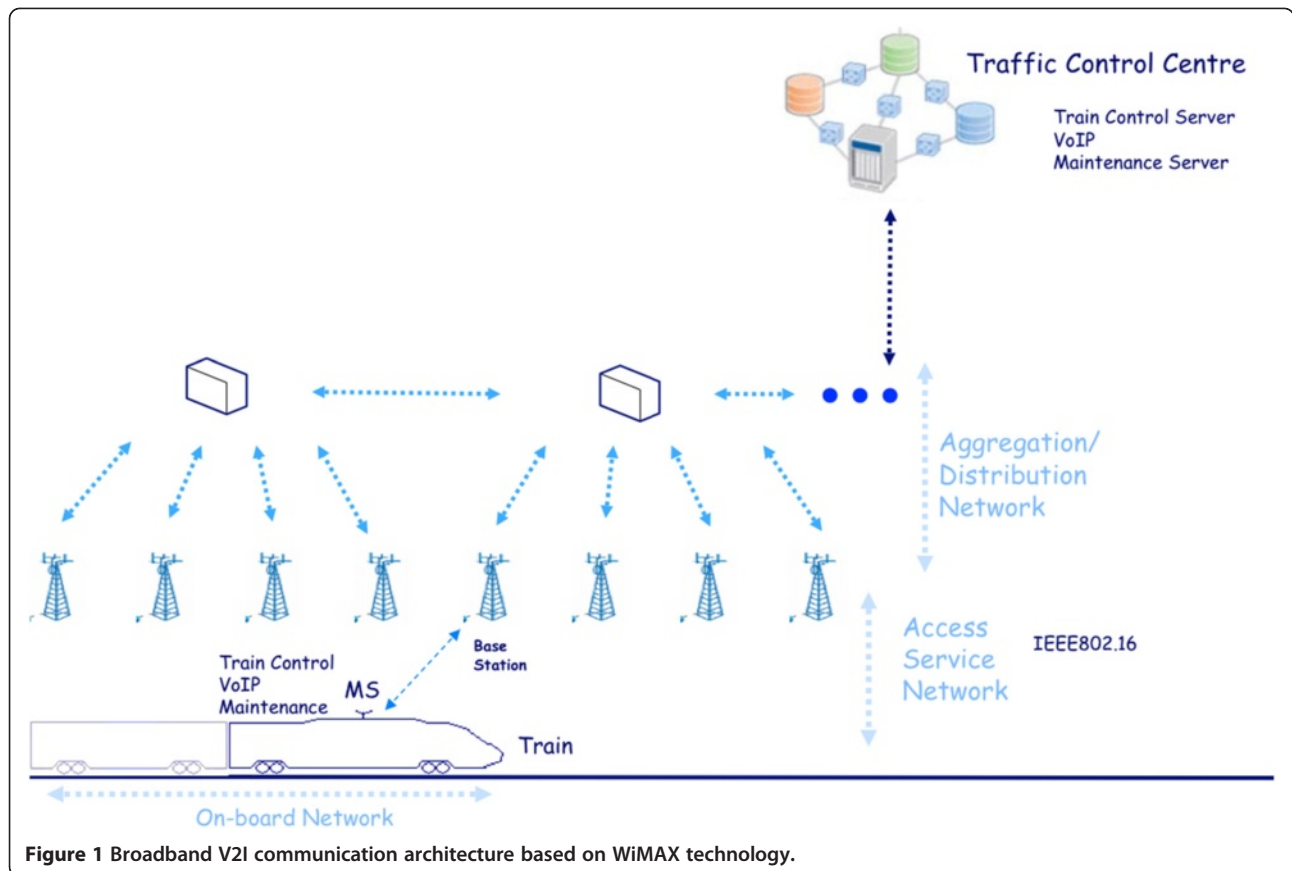 Traffic Control Centre
Train Control Server
VoIP
Maintenance Server
Aggregation/
Distribution
Network
Access
Service
Network
IEEE802.16
Base
Station
Train Control
VoIP
Maintenance
MS
Train
On-board Network
Figure 1 Broadband V2I communication architecture based on WiMAX technology.